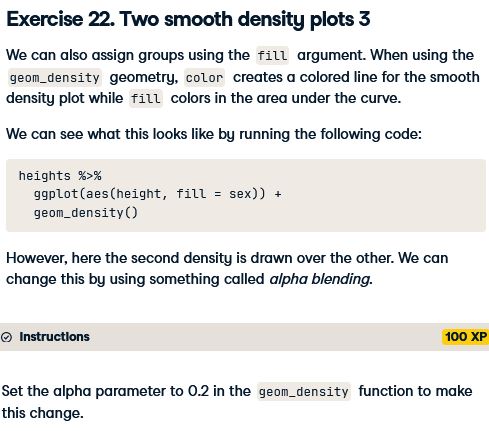 Exercise 22. Two smooth density plots 3
We can also assign groups using the fill argument. When using the
geom_density geometry, color creates a colored line for the smooth
density plot while fill colors in the area under the curve.
We can see what this looks like by running the following code:
heights %>%
  ggplot(aes(height, fill = sex)) +
  geom_density()
However, here the second density is drawn over the other. We can
change this by using something called alpha blending.
Instructions 100 XP
Set the alpha parameter to 0.2 in the geom_density function to make
this change.